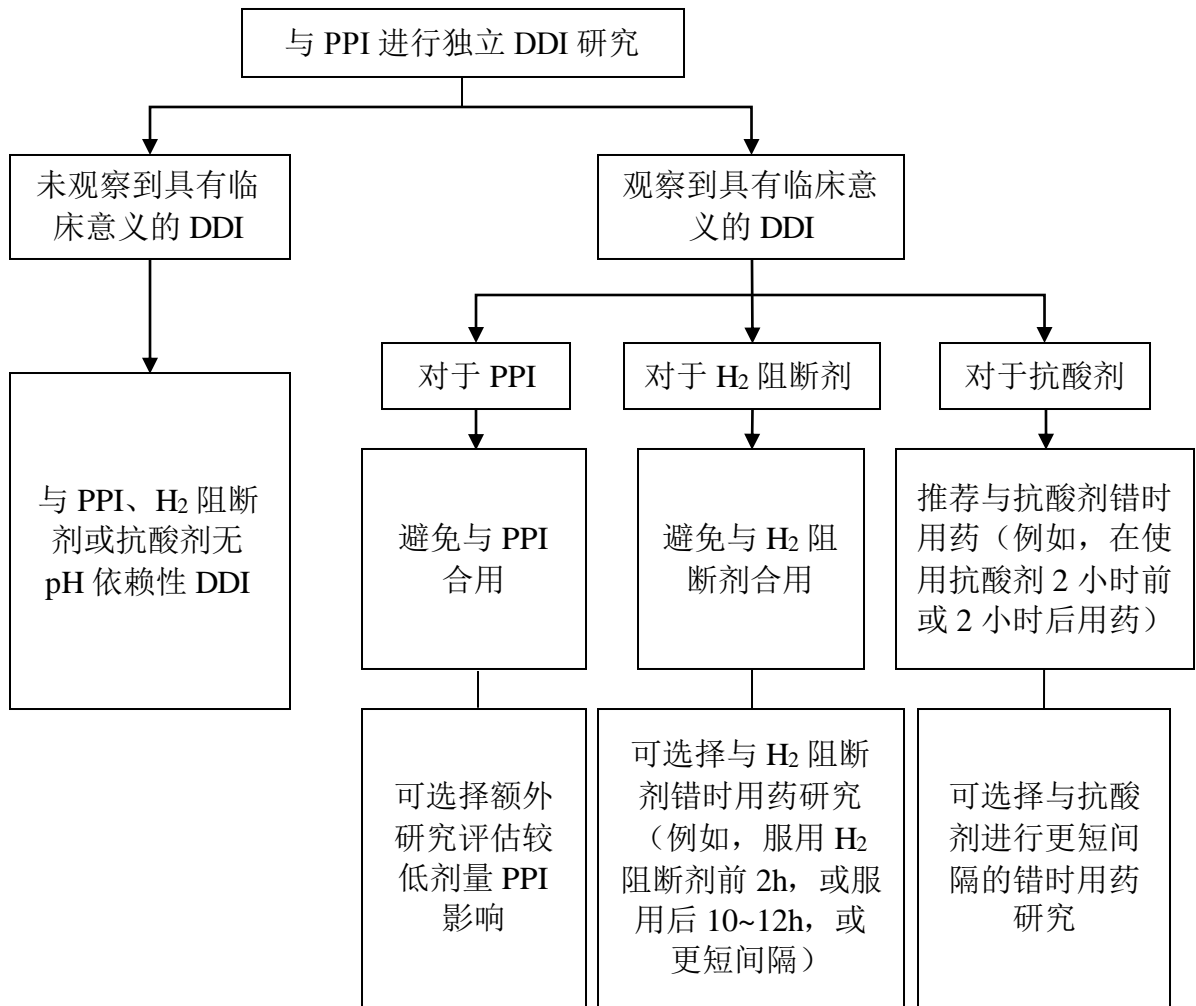 与 PPI 进行独立 DDI 研究
未观察到具有临
床意义的 DDI
观察到具有临床意
义的 DDI
对于 PPI
对于 H₂ 阻断剂
对于抗酸剂
与 PPI、H₂ 阻断
剂或抗酸剂无
pH 依赖性 DDI
避免与 PPI
合用
避免与 H₂ 阻
断剂合用
推荐与抗酸剂错时
用药（例如，在使
用抗酸剂 2 小时前
或 2 小时后用药）
可选择额外
研究评估较
低剂量 PPI
影响
可选择与 H₂ 阻断
剂错时用药研究
（例如，服用 H₂
阻断剂前 2h，或服
用后 10~12h，或
更短间隔）
可选择与抗酸
剂进行更短间
隔的错时用药
研究